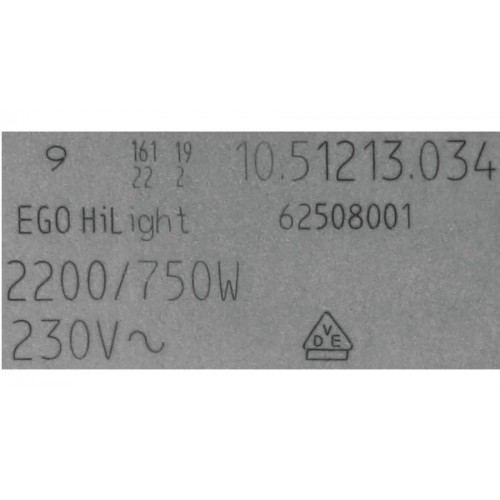 9 161 19 10.51213.034
22 2
EGO HiLight 62508001
2200/750W
230V~
VDE